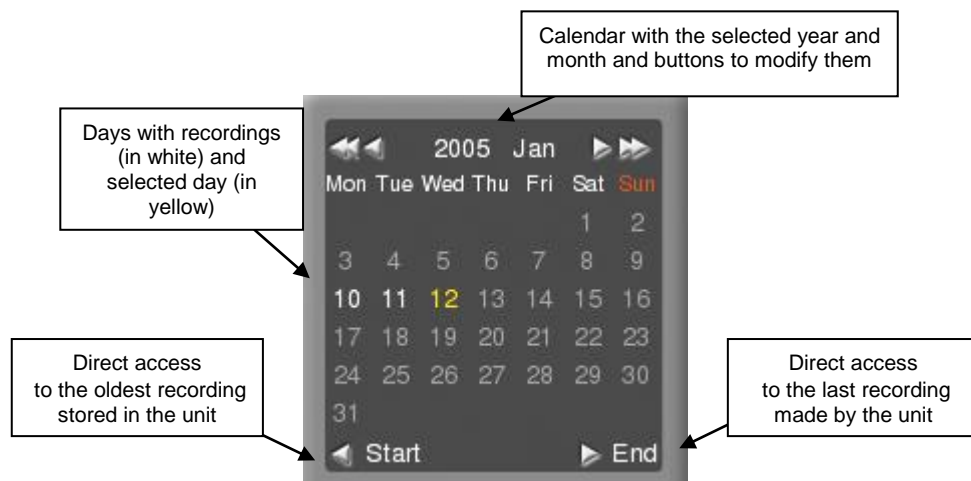 Calendar with the selected year and
month and buttons to modify them
Days with recordings
(in white) and
selected day (in
yellow)
2005 Jan
Mon Tue Wed Thu Fri Sat Sun
1 2
3 4 5 6 7 8 9
10 11 12 13 14 15 16
17 18 19 20 21 22 23
24 25 26 27 28 29 30
31
Start End
Direct access
to the oldest recording
stored in the unit
Direct access
to the last recording
made by the unit